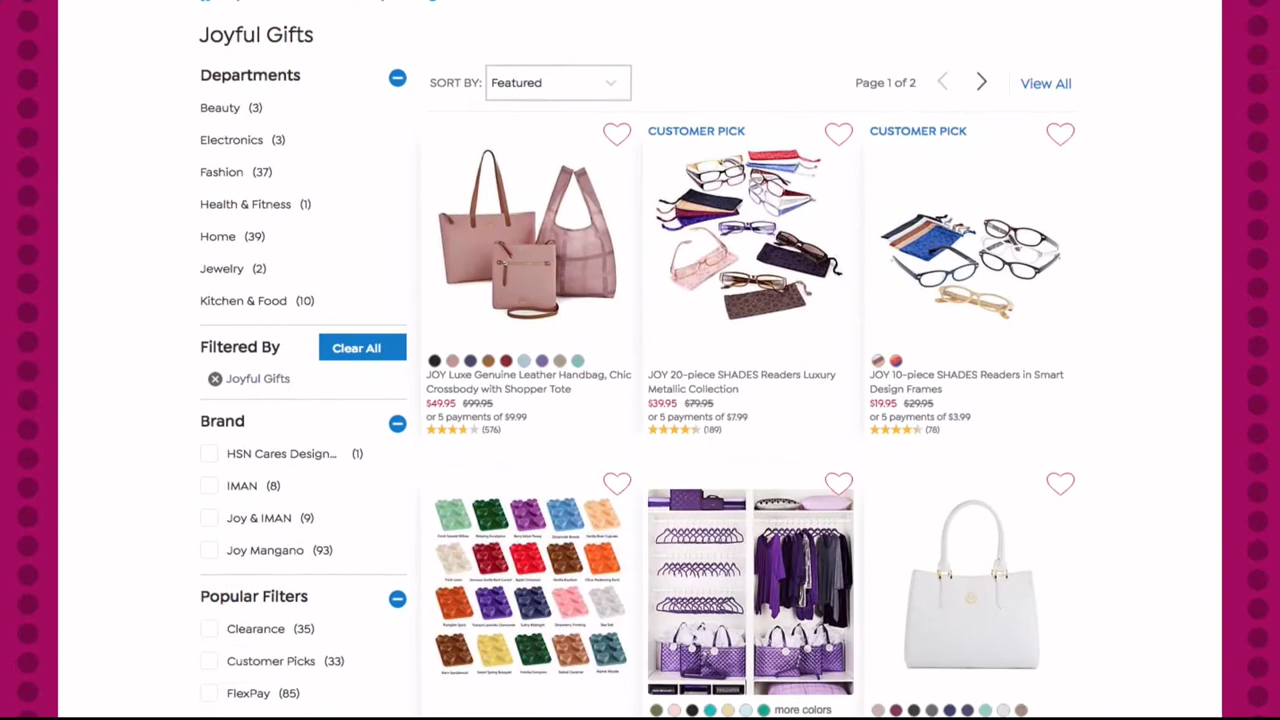 Joyful Gifts
Departments
Beauty (3)
Electronics (3)
Fashion (37)
Health & Fitness (1)
Home (39)
Jewelry (2)
Kitchen & Food (10)
Filtered By
Clear All
Joyful Gifts
Brand
HSN Cares Design... (1)
IMAN (8)
Joy & IMAN (9)
Joy Mangano (93)
Popular Filters
Clearance (35)
Customer Picks (33)
FlexPay (85)
SORT BY: Featured
Page 1 of 2
View All
JOY Luxe Genuine Leather Handbag, Chic
Crossbody with Shopper Tote
$49.95 $99.95
or 5 payments of $9.99
(576)
CUSTOMER PICK
JOY 20-piece SHADES Readers Luxury
Metallic Collection
$39.95 $79.95
or 5 payments of $7.99
(189)
CUSTOMER PICK
JOY 10-piece SHADES Readers in Smart
Design Frames
$19.95 $29.95
or 5 payments of $3.99
(78)
more colors